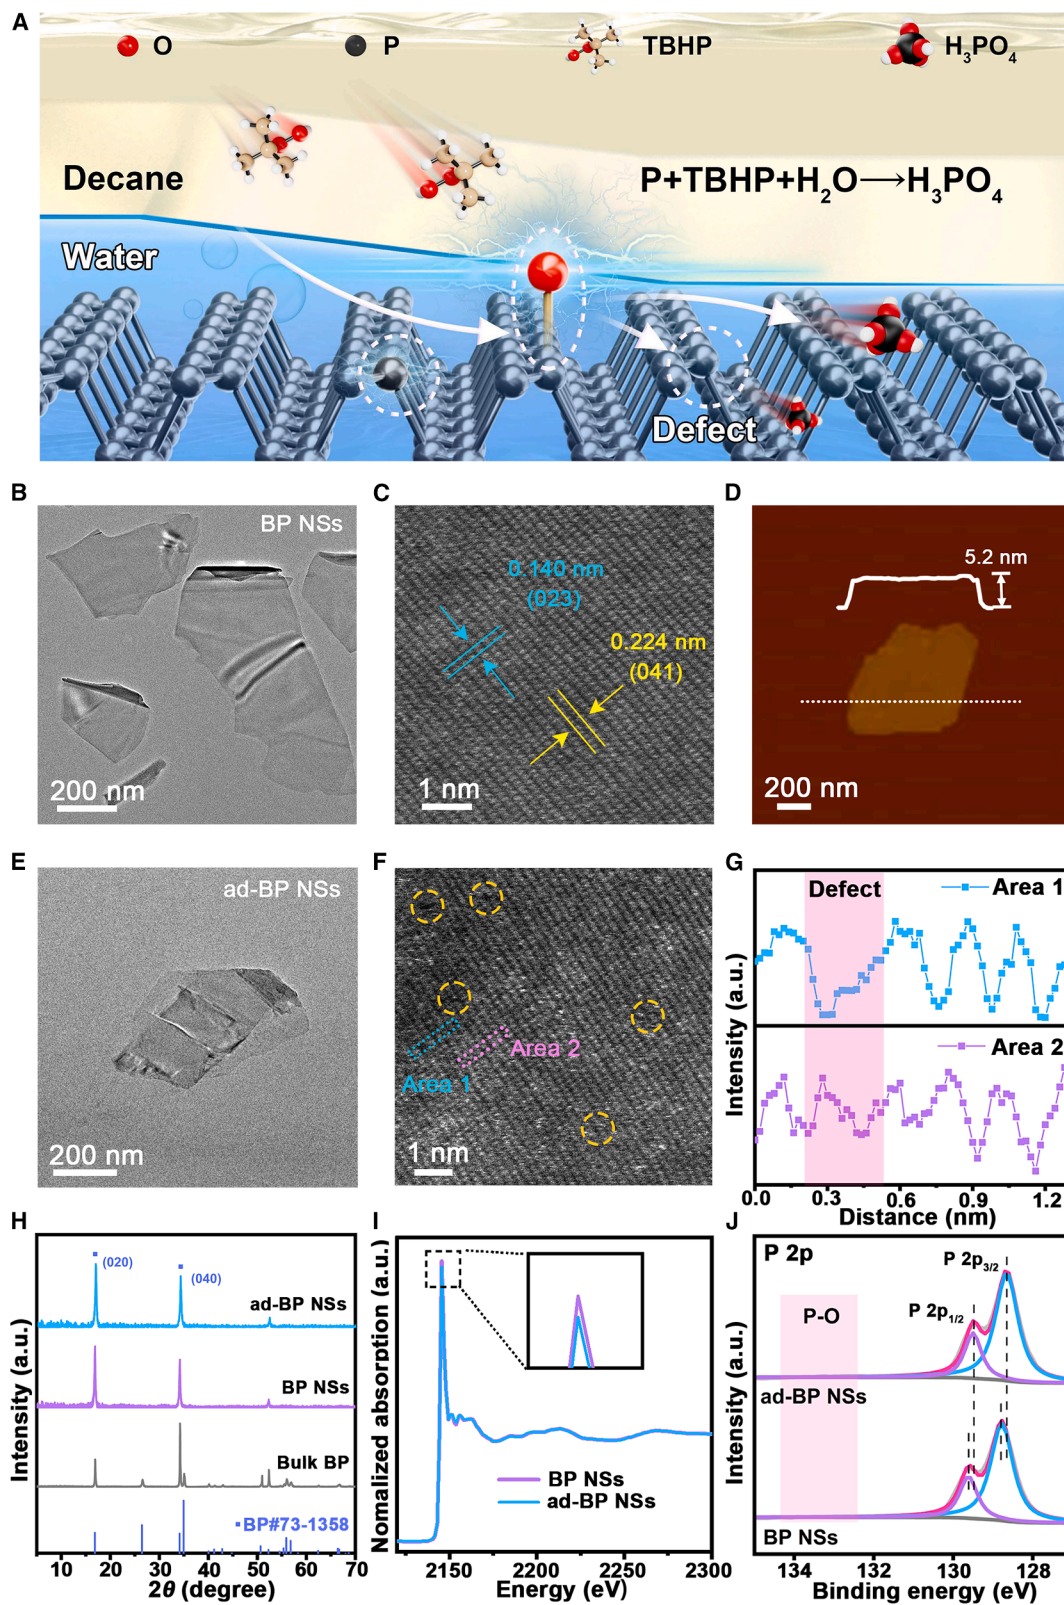 A
O
P
TBHP
H₃PO₄
Decane
P+TBHP+H₂O⟶H₃PO₄
Water
Defect
B
BP NSs
200 nm
C
0.140 nm
(023)
0.224 nm
(041)
1 nm
D
5.2 nm
200 nm
E
ad-BP NSs
200 nm
F
Area 2
Area 1
1 nm
G
Defect
Area 1
Area 2
Intensity (a.u.)
0.0 0.3 0.6 0.9 1.2
Distance (nm)
H
(020)
(040)
ad-BP NSs
BP NSs
Bulk BP
BP#73-1358
Intensity (a.u.)
10 20 30 40 50 60 70
2θ (degree)
I
BP NSs
ad-BP NSs
Nomalized absorption (a.u.)
2150 2200 2250 2300
Energy (eV)
J
P 2p
P 2p₃/₂
P 2p₁/₂
P-O
ad-BP NSs
BP NSs
Intensity (a.u.)
134 132 130 128
Binding energy (eV)